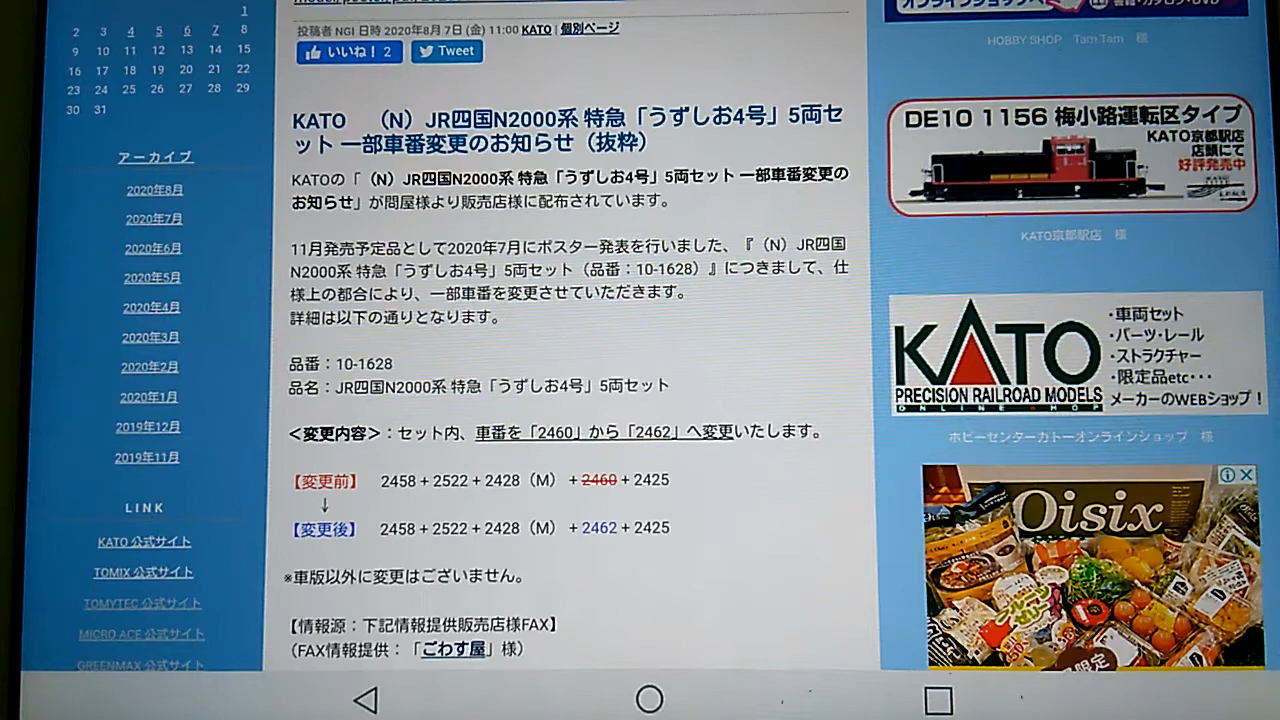 1
2 3 4 5 6 7 8
9 10 11 12 13 14 15
16 17 18 19 20 21 22
23 24 25 26 27 28 29
30 31
アーカイブ
2020年8月
2020年7月
2020年6月
2020年5月
2020年4月
2020年3月
2020年2月
2020年1月
2019年12月
2019年11月
LINK
KATO 公式サイト
TOMIX 公式サイト
TOMYTEC 公式サイト
MICRO ACE 公式サイト
GREENMAX 公式サイト
投稿者 NGI 日時 2020年8月 7日 (金) 11:00 KATO | 個別ページ
いいね! 2 Tweet
KATO （N）JR四国N2000系 特急「うずしお4号」5両セ
ット 一部車番変更のお知らせ（抜粋）
KATOの「（N）JR四国N2000系 特急「うずしお4号」5両セット 一部車番変更の
お知らせ」が問屋様より販売店様に配布されています。
11月発売予定品として2020年7月にポスター発表を行いました、『（N）JR四国
N2000系 特急「うずしお4号」5両セット（品番：10-1628）』につきまして、仕
様上の都合により、一部車番を変更させていただきます。
詳細は以下の通りとなります。
品番：10-1628
品名：JR四国N2000系 特急「うずしお4号」5両セット
＜変更内容＞：セット内、車番を「2460」から「2462」へ変更いたします。
【変更前】 2458 + 2522 + 2428（M） + 2460 + 2425
↓
【変更後】 2458 + 2522 + 2428（M） + 2462 + 2425
※車版以外に変更はございません。
【情報源：下記情報提供販売店様FAX】
（FAX情報提供：「ごわす屋」様）
オンラインショップへ
書籍・カタログ・DVD
HOBBY SHOP Tam Tam 様
DE10 1156 梅小路運転区タイプ
KATO京都駅店
店頭にて
好評発売中
KATO京都駅店 様
KATO
PRECISION RAILROAD MODELS
ONLINE SHOP
・車両セット
・パーツ・レール
・ストラクチャー
・限定品etc・・・
メーカーのWEBショップ！
ホビーセンターカトーオンラインショップ 様
Oisix